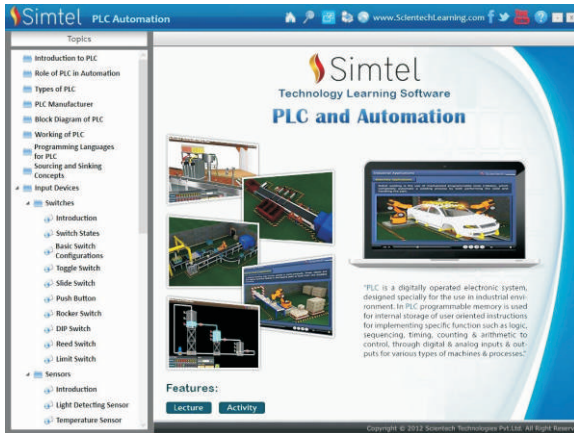 Simtel PLC Automation
www.ScientechLearning.com
Topics
Introduction to PLC
Role of PLC in Automation
Types of PLC
PLC Manufacturer
Block Diagram of PLC
Working of PLC
Programming Languages
for PLC
Sourcing and Sinking
Concepts
Input Devices
Switches
Introduction
Switch States
Basic Switch
Configurations
Toggle Switch
Slide Switch
Push Button
Rocker Switch
DIP Switch
Reed Switch
Limit Switch
Sensors
Introduction
Light Detecting Sensor
Temperature Sensor
Simtel
Technology Learning Software
PLC and Automation
"PLC is a digitally operated electronic system,
designed specially for the use in industrial envi-
ronment. In PLC programmable memory is used
for internal storage of user oriented instructions
for implementing specific function such as logic,
sequencing, timing, counting & arithmetic to
control, through digital & analog inputs & out-
puts for various types of machines & processes."
Features:
Lecture
Activity
Copyright © 2012 Scientech Technologies Pvt.Ltd. All Right Reserv